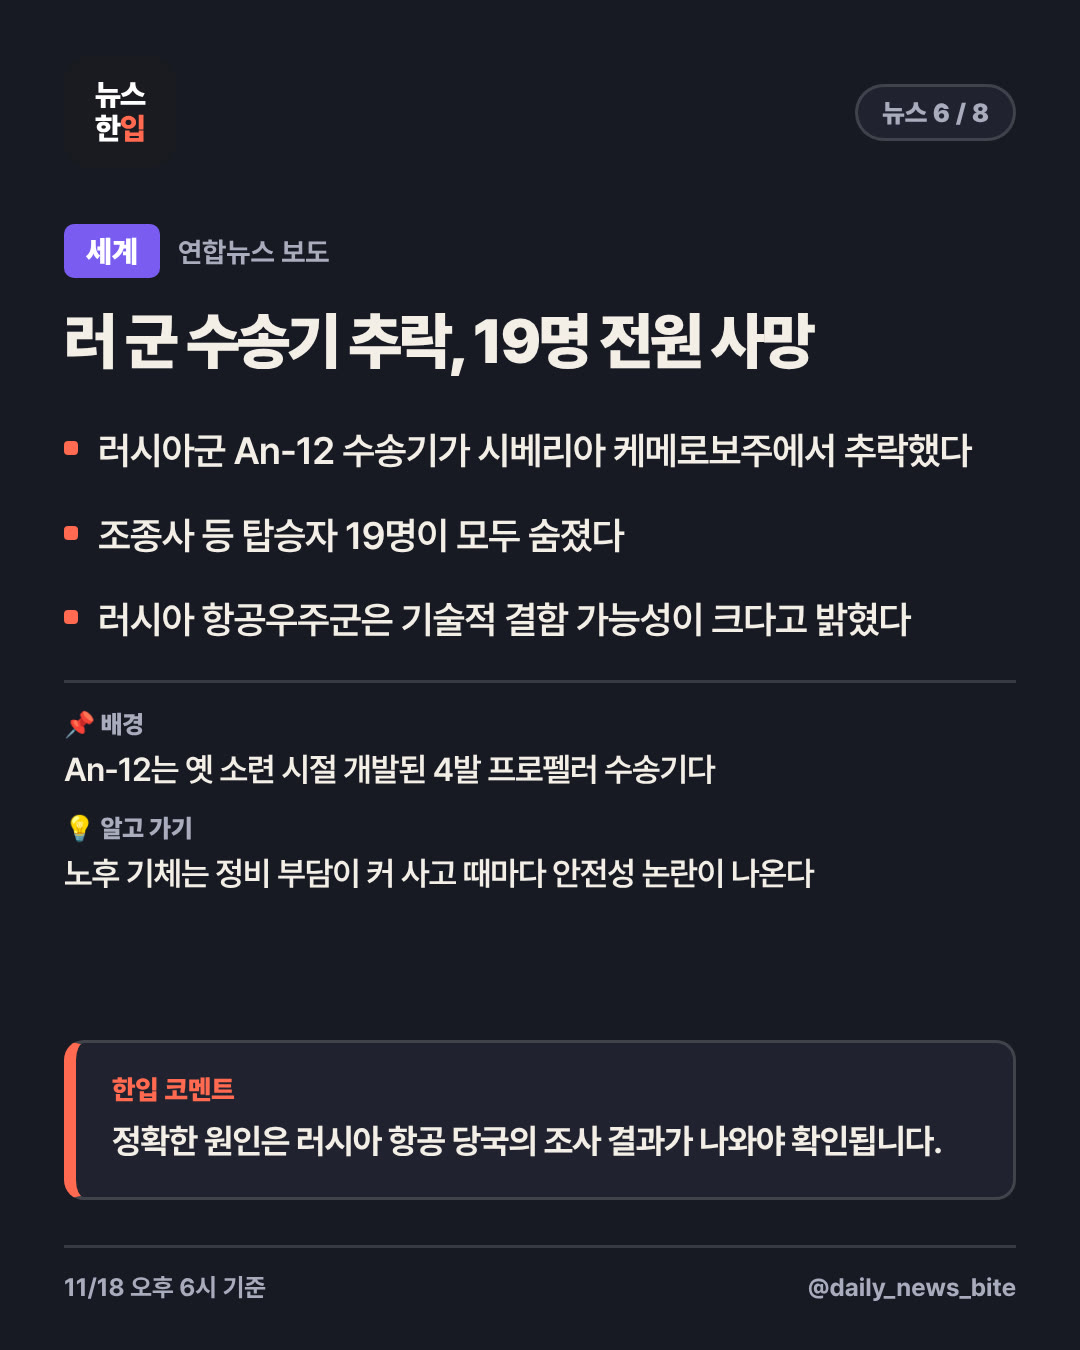 뉴스
한입
뉴스 6 / 8
세계
연합뉴스 보도
러 군 수송기 추락, 19명 전원 사망
러시아군 An-12 수송기가 시베리아 케메로보주에서 추락했다
조종사 등 탑승자 19명이 모두 숨졌다
러시아 항공우주군은 기술적 결함 가능성이 크다고 밝혔다
📌 배경
An-12는 옛 소련 시절 개발된 4발 프로펠러 수송기다
💡 알고 가기
노후 기체는 정비 부담이 커 사고 때마다 안전성 논란이 나온다
한입 코멘트
정확한 원인은 러시아 항공 당국의 조사 결과가 나와야 확인됩니다.
11/18 오후 6시 기준
@daily_news_bite